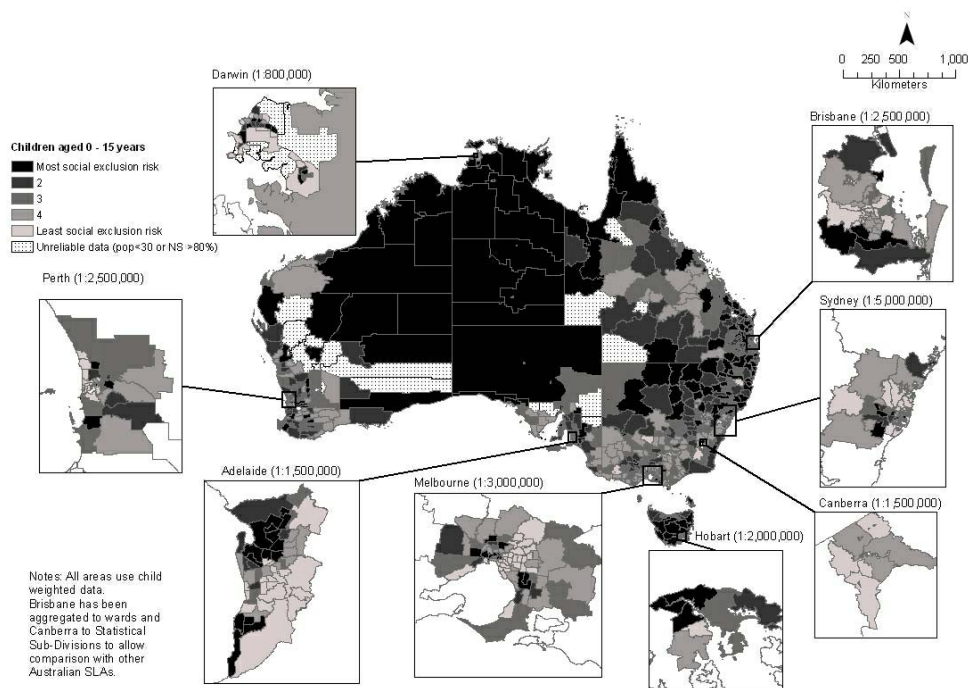 N
0 250 500 1,000
Kilometers
Darwin (1:800,000)
Brisbane (1:2,500,000)
Children aged 0 - 15 years
Most social exclusion risk
2
3
4
Least social exclusion risk
Unreliable data (pop<30 or NS >80%)
Perth (1:2,500,000)
Sydney (1:5,000,000)
Adelaide (1:1,500,000)
Melbourne (1:3,000,000)
Canberra (1:1,500,000)
Hobart (1:2,000,000)
Notes: All areas use child
weighted data.
Brisbane has been
aggregated to wards and
Canberra to Statistical
Sub-Divisions to allow
comparison with other
Australian SLAs.